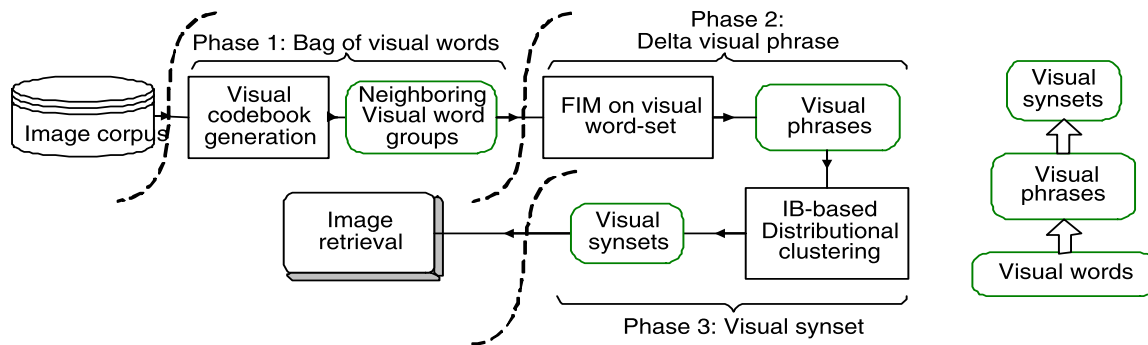 Phase 1: Bag of visual words
Phase 2:
Delta visual phrase
Image corpus
Visual
codebook
generation
Neighboring
Visual word
groups
FIM on visual
word-set
Visual
phrases
IB-based
Distributional
clustering
Visual
synsets
Image
retrieval
Phase 3: Visual synset
Visual
synsets
Visual
phrases
Visual words